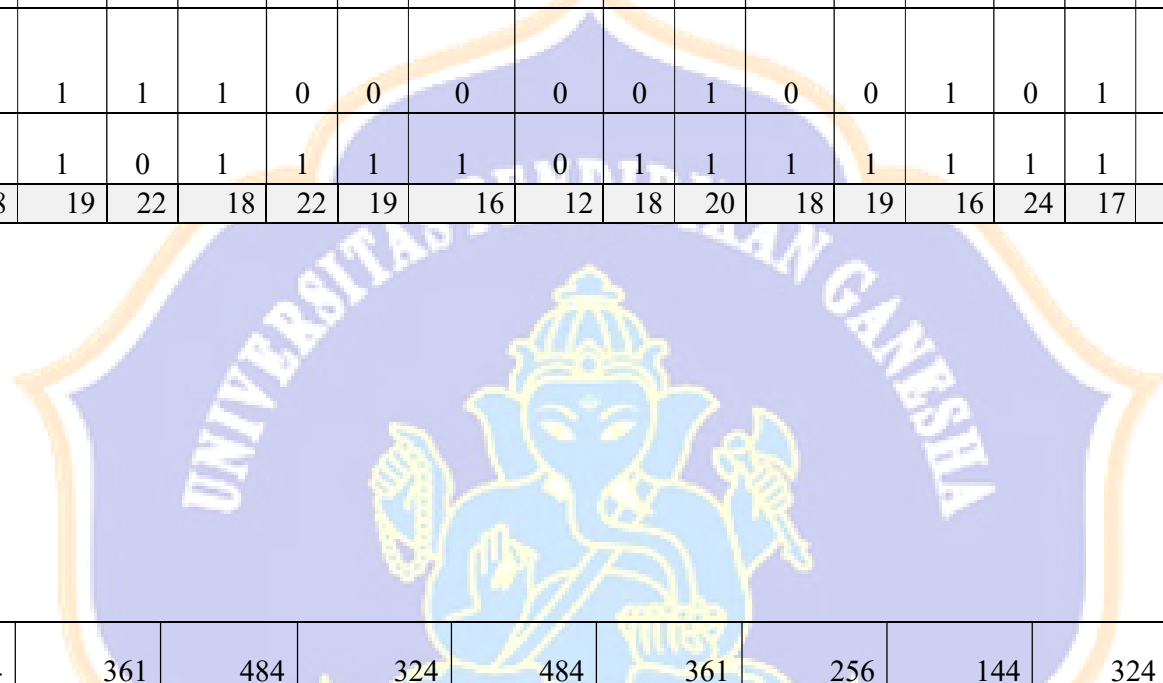 1 1 1 0 0 0 0 0 1 0 0 1 0 1
1 0 1 1 1 1 0 1 1 1 1 1 1 1
8 19 22 18 22 19 16 12 18 20 18 19 16 24 17
UNIVERSITAS PENDIDIKAN GANESHA
361 484 324 484 361 256 144 324